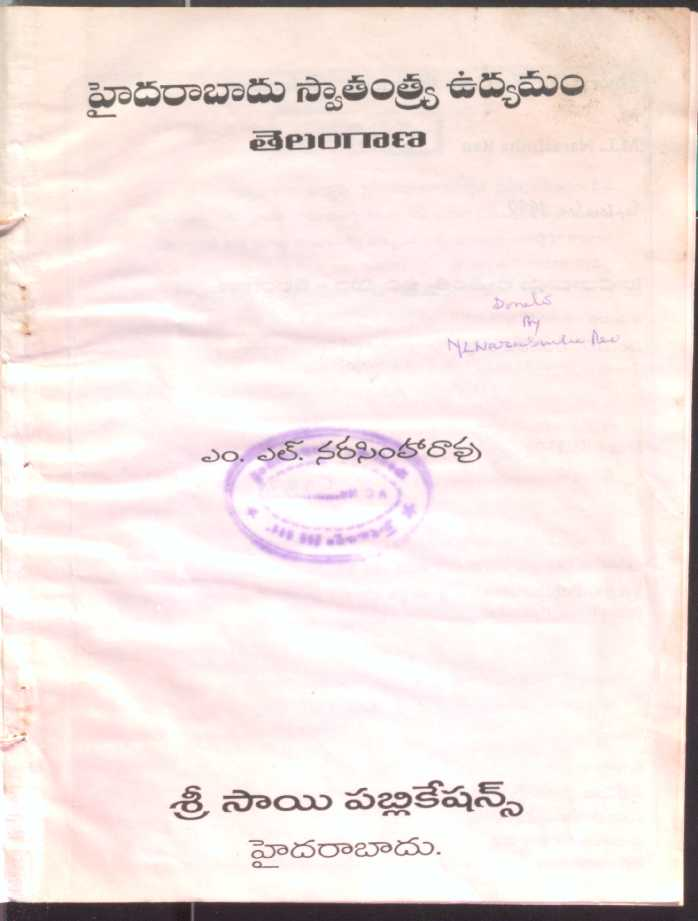 హైదరాబాదు స్వాతంత్ర్య ఉద్యమం
తెలంగాణ
Donated
By
M L Narasimha Rao
ఎం. ఎల్. నరసింహారావు
శ్రీ సాయి పబ్లికేషన్స్
హైదరాబాదు.